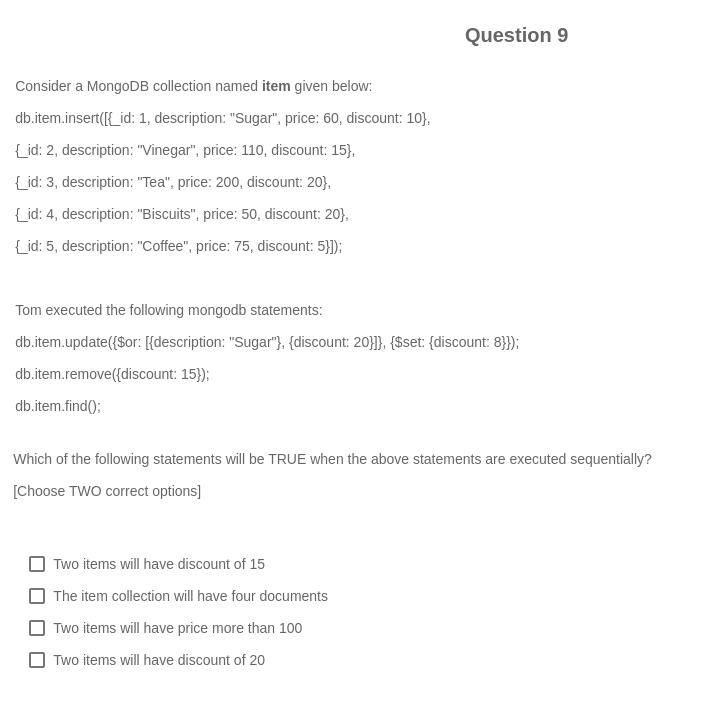 Question 9
Consider a MongoDB collection named item given below:
db.item.insert([{_id: 1, description: "Sugar", price: 60, discount: 10},
{_id: 2, description: "Vinegar", price: 110, discount: 15},
{_id: 3, description: "Tea", price: 200, discount: 20},
{_id: 4, description: "Biscuits", price: 50, discount: 20},
{_id: 5, description: "Coffee", price: 75, discount: 5}]);
Tom executed the following mongodb statements:
db.item.update({$or: [{description: "Sugar"}, {discount: 20}]}, {$set: {discount: 8}});
db.item.remove({discount: 15});
db.item.find();
Which of the following statements will be TRUE when the above statements are executed sequentially?
[Choose TWO correct options]
Two items will have discount of 15
The item collection will have four documents
Two items will have price more than 100
Two items will have discount of 20